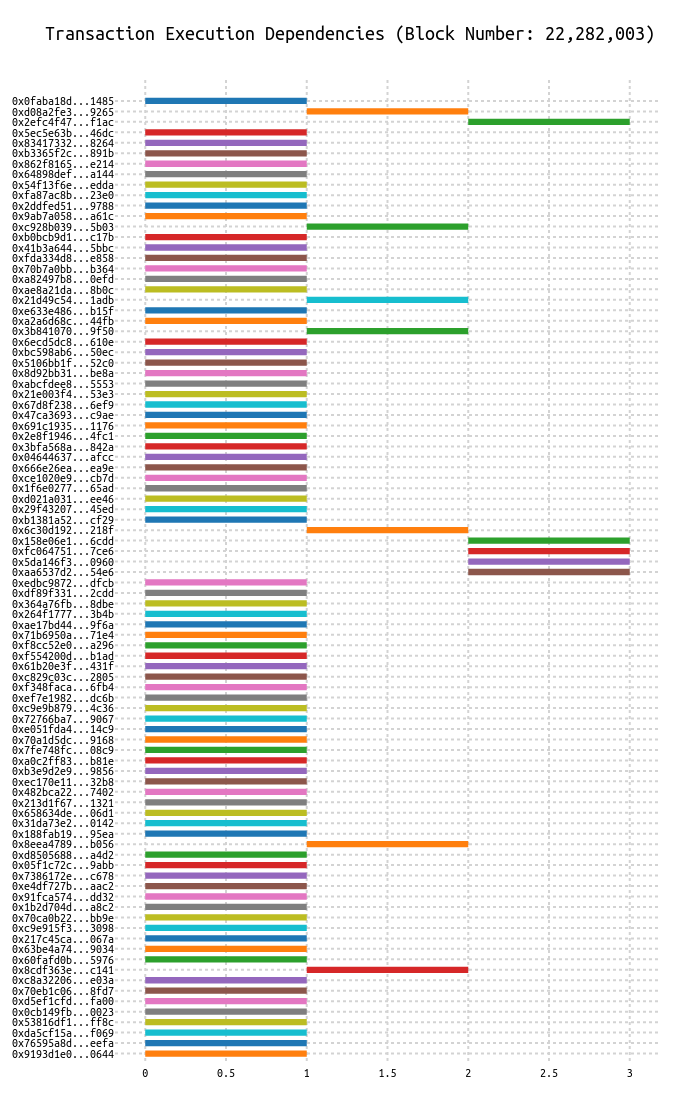 Transaction Execution Dependencies (Block Number: 22,282,003)
0x0faba18d...1485
0xd08a2fe3...9265
0x2efc4f47...f1ac
0x5ec5e63b...46dc
0x83417332...8264
0xb3365f2c...891b
0x862f8165...e214
0x64898def...a144
0x54f13f6e...edda
0xfa87ac8b...23e0
0x2ddfed51...9788
0x9ab7a058...a61c
0xc928b039...5b03
0xb0bcb9d1...c17b
0x41b3a644...5bbc
0xfda334d8...e858
0x70b7a0bb...b364
0xa82497b8...0efd
0xae8a21da...8b0c
0x21d49c54...1adb
0xe633e486...b15f
0xa2a6d68c...44fb
0x3b841070...9f50
0x6ecd5dc8...610e
0xbc598ab6...50ec
0x5106bb1f...52c0
0x8d92bb31...be8a
0xabcfdee8...5553
0x21e003f4...53e3
0x67d8f238...6ef9
0x47ca3693...c9ae
0x691c1935...1176
0x2e8f1946...4fc1
0x3bfa568a...842a
0x04644637...afcc
0x666e26ea...ea9e
0xce1020e9...cb7d
0x1f6e0277...65ad
0xd021a031...ee46
0x29f43207...45ed
0xb1381a52...cf29
0x6c30d192...218f
0x158e06e1...6cdd
0xfc064751...7ce6
0x5da146f3...0960
0xaa6537d2...54e6
0xedbc9872...dfcb
0xdf89f331...2cdd
0x364a76fb...8dbe
0x264f1777...3b4b
0xae17bd44...9f6a
0x71b6950a...71e4
0xf8cc52e0...a296
0xf554200d...b1ad
0x61b20e3f...431f
0xc829c03c...2805
0xf348faca...6fb4
0xef7e1982...dc6b
0xc9e9b879...4c36
0x72766ba7...9067
0xe051fda4...14c9
0x70a1d5dc...9168
0x7fe748fc...08c9
0xa0c2ff83...b81e
0xb3e9d2e9...9856
0xec170e11...32b8
0x482bca22...7402
0x213d1f67...1321
0x658634de...06d1
0x31da73e2...0142
0x188fab19...95ea
0x8eea4789...b056
0xd8505688...a4d2
0x05f1c72c...9abb
0x7386172e...c678
0xe4df727b...aac2
0x91fca574...dd32
0x1b2d704d...a8c2
0x70ca0b22...bb9e
0xc9e915f3...3098
0x217c45ca...067a
0x63be4a74...9034
0x60fafd0b...5976
0x8cdf363e...c141
0xc8a32206...e03a
0x70eb1c06...8fd7
0xd5ef1cfd...fa00
0x0cb149fb...0023
0x53816df1...ff8c
0xda5cf15a...f069
0x76595a8d...eefa
0x9193d1e0...0644
0 0.5 1 1.5 2 2.5 3